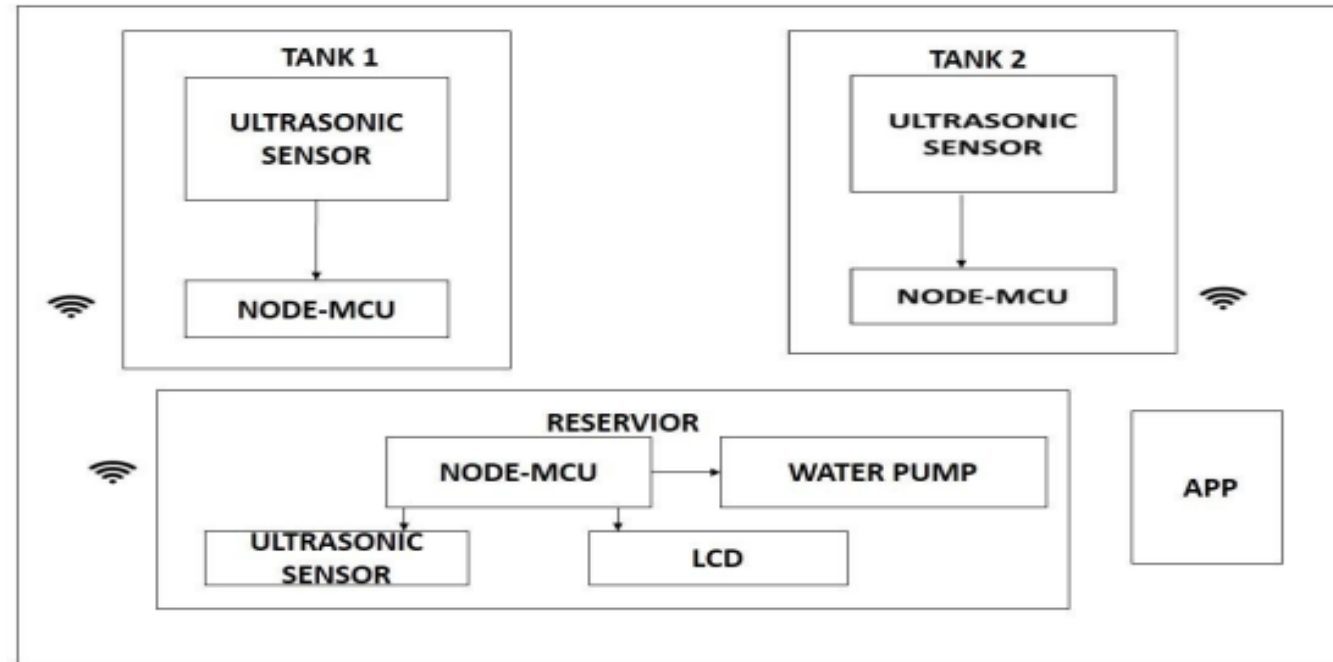 TANK 1
ULTRASONIC
SENSOR
NODE-MCU
TANK 2
ULTRASONIC
SENSOR
NODE-MCU
RESERVIOR
NODE-MCU
WATER PUMP
ULTRASONIC
SENSOR
LCD
APP